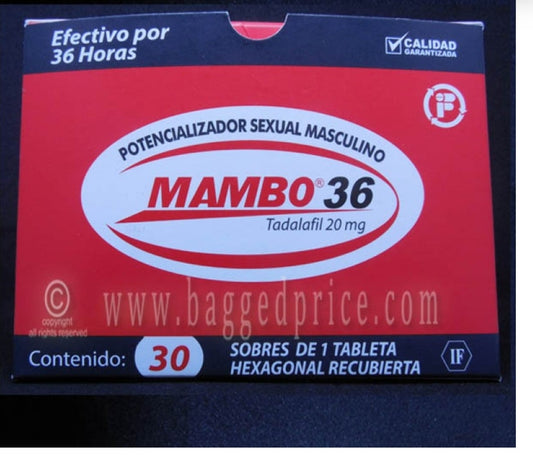 Efectivo por
36 Horas
CALIDAD
GARANTIZADA
POTENCIALIZADOR SEXUAL MASCULINO
MAMBO® 36
Tadalafil 20 mg
©
copyright
all rights reserved
www.baggedprice.com
Contenido: 30 SOBRES DE 1 TABLETA
HEXAGONAL RECUBIERTA
IF